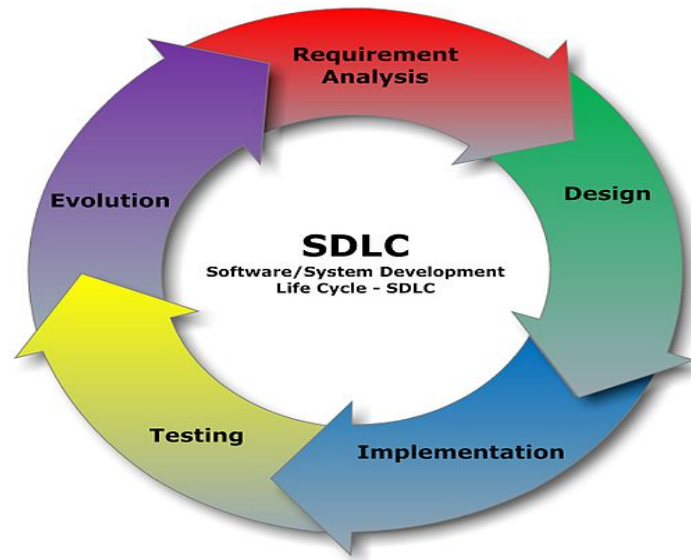 Requirement
Analysis
Design
Evolution
SDLC
Software/System Development
Life Cycle - SDLC
Testing
Implementation